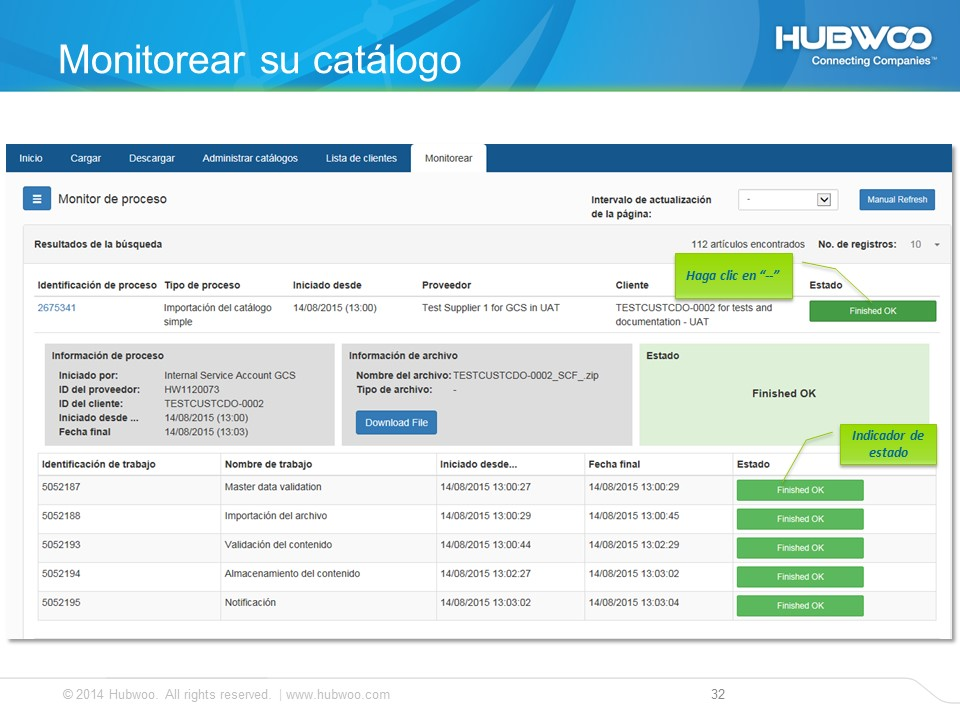 Monitorear su catálogo
HUBWOO
Connecting Companies™
Inicio Cargar Descargar Administrar catálogos Lista de clientes Monitorear
Monitor de proceso
Intervalo de actualización
de la página:
- Manual Refresh
Resultados de la búsqueda
112 artículos encontrados No. de registros: 10
Haga clic en “--”
Identificación de proceso Tipo de proceso Iniciado desde Proveedor Cliente Estado
2675341 Importación del catálogo 14/08/2015 (13:00) Test Supplier 1 for GCS in UAT TESTCUSTCDO-0002 for tests and Finished OK
simple documentation - UAT
Información de proceso
Iniciado por: Internal Service Account GCS
ID del proveedor: HW1120073
ID del cliente: TESTCUSTCDO-0002
Iniciado desde ... 14/08/2015 (13:00)
Fecha final 14/08/2015 (13:03)
Información de archivo
Nombre del archivo: TESTCUSTCDO-0002_SCF_.zip
Tipo de archivo: -
Download File
Estado
Finished OK
Indicador de
estado
Identificación de trabajo Nombre de trabajo Iniciado desde... Fecha final Estado
5052187 Master data validation 14/08/2015 13:00:27 14/08/2015 13:00:29 Finished OK
5052188 Importación del archivo 14/08/2015 13:00:29 14/08/2015 13:00:45 Finished OK
5052193 Validación del contenido 14/08/2015 13:00:44 14/08/2015 13:02:29 Finished OK
5052194 Almacenamiento del contenido 14/08/2015 13:02:27 14/08/2015 13:03:02 Finished OK
5052195 Notificación 14/08/2015 13:03:02 14/08/2015 13:03:04 Finished OK
© 2014 Hubwoo. All rights reserved. | www.hubwoo.com
32